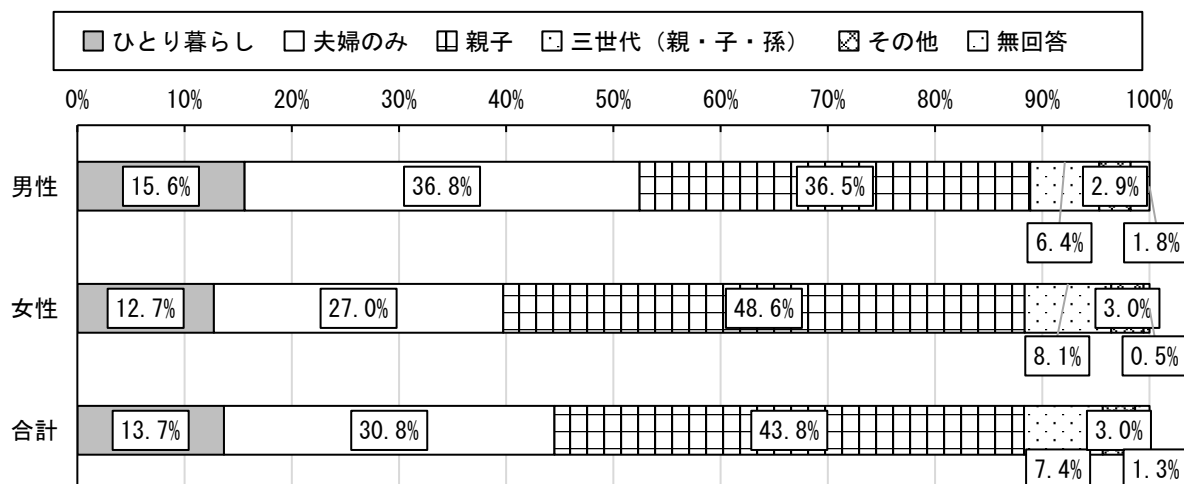 ひとり暮らし 夫婦のみ 親子 三世代（親・子・孫） その他 無回答
0% 10% 20% 30% 40% 50% 60% 70% 80% 90% 100%
男性 15.6% 36.8% 36.5% 2.9%
6.4% 1.8%
女性 12.7% 27.0% 48.6% 3.0%
8.1% 0.5%
合計 13.7% 30.8% 43.8% 3.0%
7.4% 1.3%